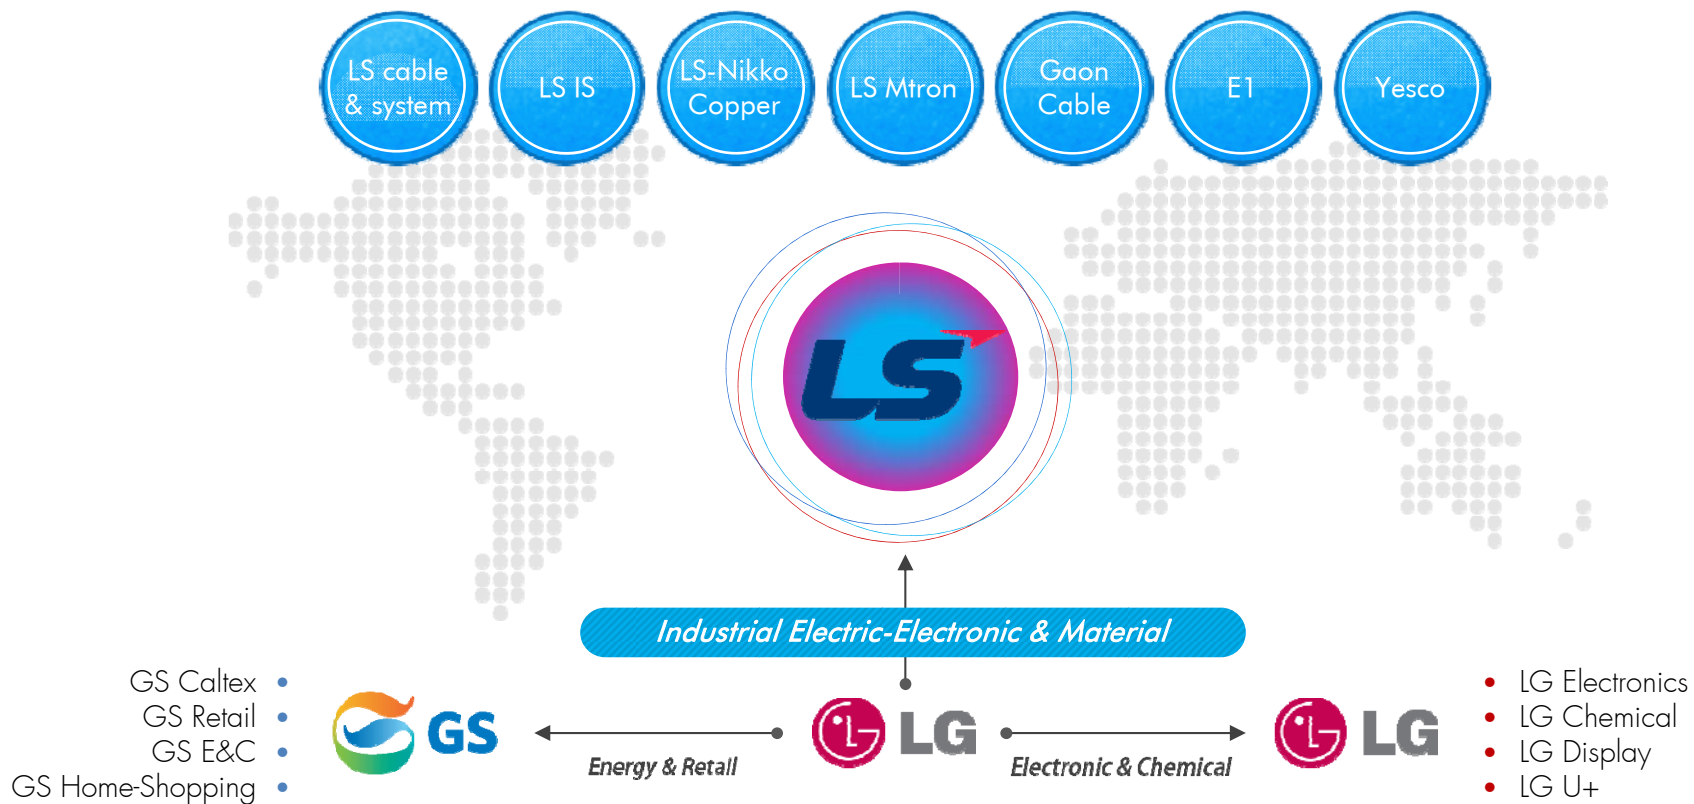 LS cable
& system
LS IS
LS-Nikko
Copper
LS Mtron
Gaon
Cable
E1
Yesco
LS
Industrial Electric-Electronic & Material
GS Caltex
GS Retail
GS E&C
GS Home-Shopping
GS
Energy & Retail
LG
Electronic & Chemical
LG
LG Electronics
LG Chemical
LG Display
LG U+